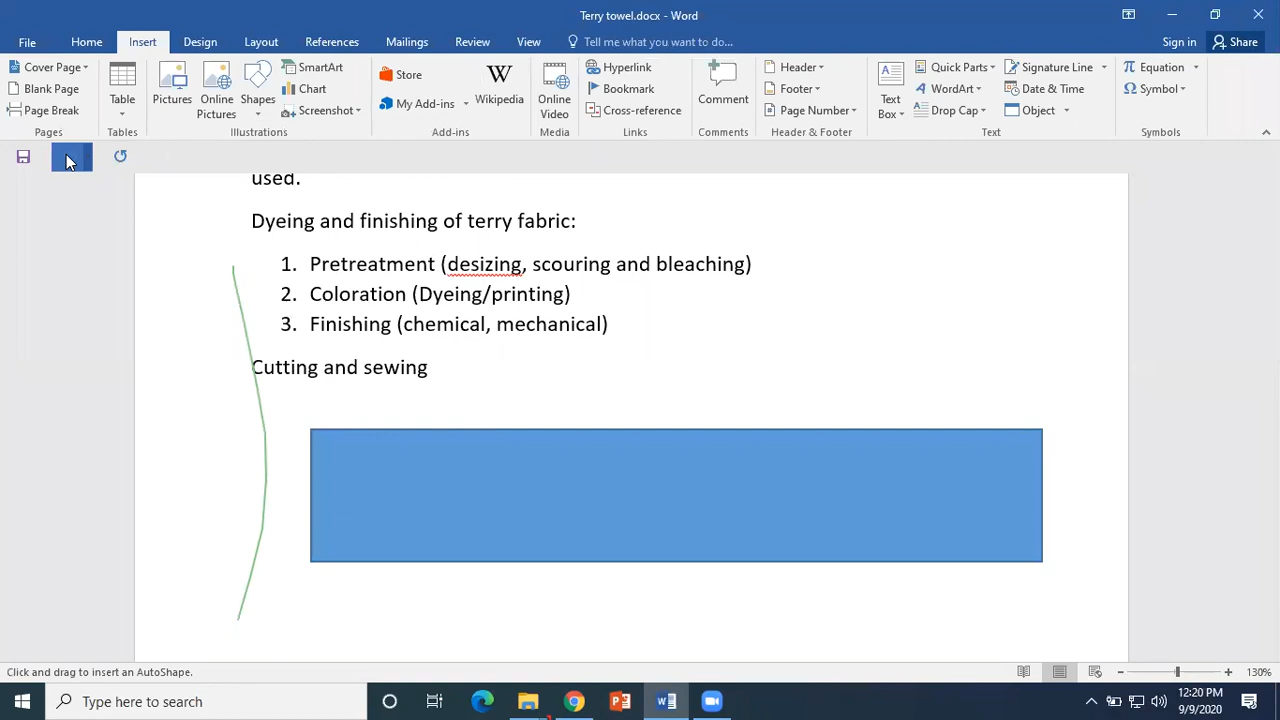 Terry towel.docx - Word
File Home Insert Design Layout References Mailings Review View Tell me what you want to do... Sign in Share
Cover Page
Blank Page
Page Break
Pages
Table
Tables
Pictures
Online Pictures
Shapes
SmartArt
Chart
Screenshot
Illustrations
Store
My Add-ins
Wikipedia
Add-ins
Online Video
Media
Hyperlink
Bookmark
Cross-reference
Links
Comment
Comments
Header
Footer
Page Number
Header & Footer
Text Box
Quick Parts
WordArt
Drop Cap
Signature Line
Date & Time
Object
Text
Equation
Symbol
Symbols
used.
Dyeing and finishing of terry fabric:
1. Pretreatment (desizing, scouring and bleaching)
2. Coloration (Dyeing/printing)
3. Finishing (chemical, mechanical)
Cutting and sewing
Click and drag to insert an AutoShape.
130%
Type here to search
12:20 PM
9/9/2020